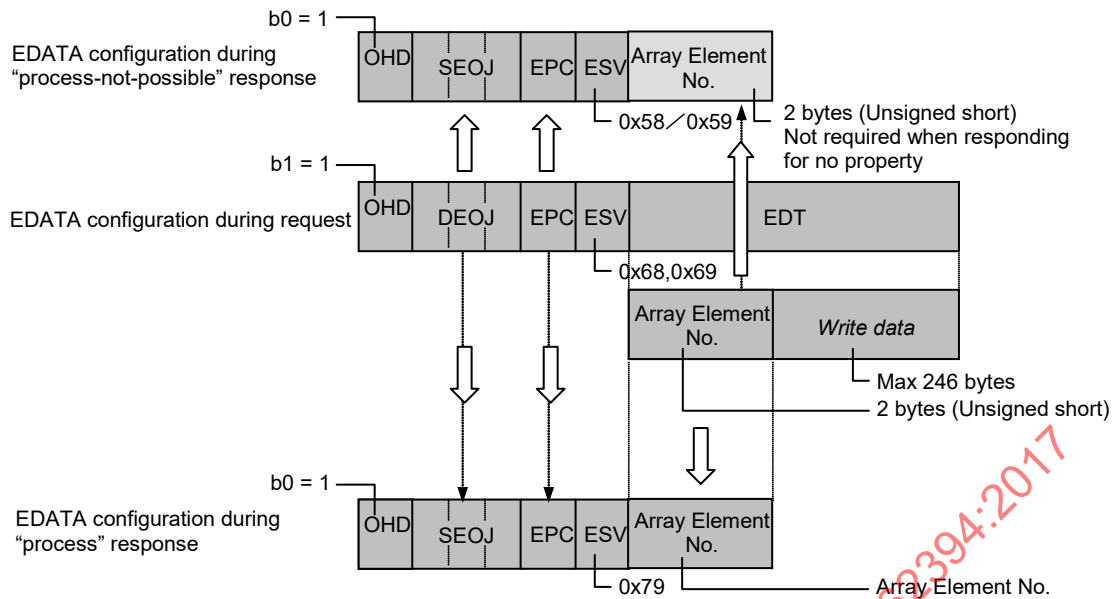 b0 = 1
EDATA configuration during
“process-not-possible” response
OHD SEOJ EPC ESV Array Element
No.
0x58／0x59
2 bytes (Unsigned short)
Not required when responding
for no property
b1 = 1
EDATA configuration during request
OHD DEOJ EPC ESV EDT
0x68,0x69
Array Element
No.
Write data
Max 246 bytes
2 bytes (Unsigned short)
b0 = 1
EDATA configuration during
“process” response
OHD SEOJ EPC ESV Array Element
No.
0x79
Array Element No.
62394:2017